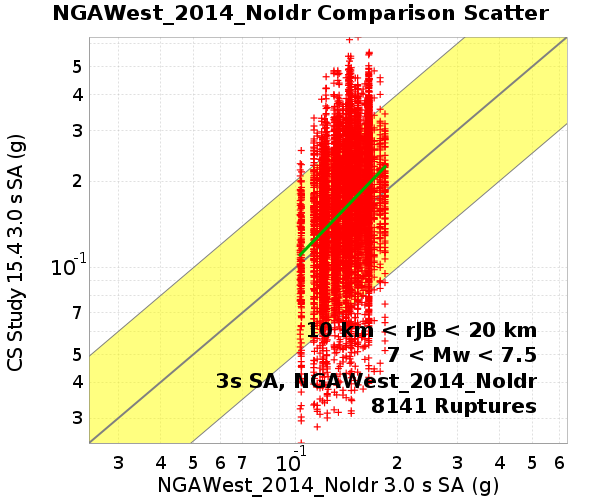 NGAWest_2014_NoIdr Comparison Scatter
5
4
3
2
10-1
7
5
4
3
CS Study 15.4 3.0 s SA (g)
10 km < rJB < 20 km
7 < Mw < 7.5
3s SA, NGAWest_2014_NoIdr
8141 Ruptures
3 4 5 6 7 10-1 2 3 4 5 6
NGAWest_2014_NoIdr 3.0 s SA (g)